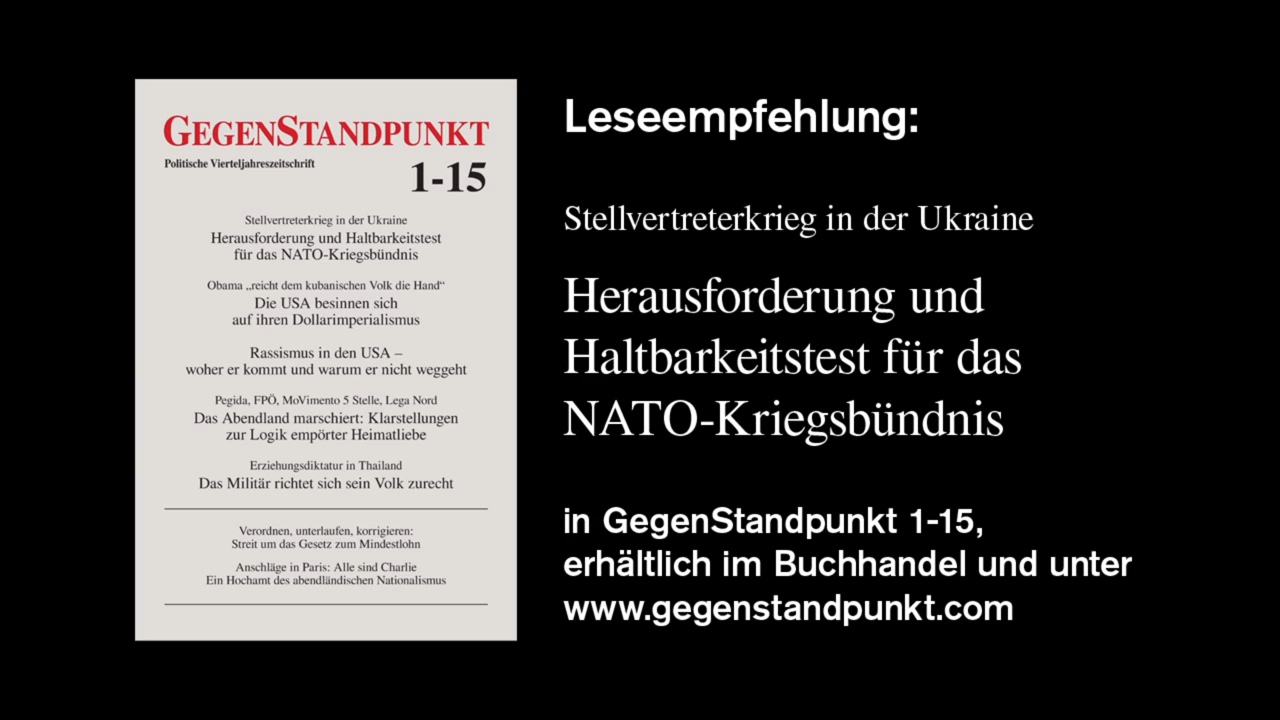 GEGENSTANDPUNKT
Politische Vierteljahreszeitschrift
1-15
Stellvertreterkrieg in der Ukraine
Herausforderung und Haltbarkeitstest
für das NATO-Kriegsbündnis
Obama „reicht dem kubanischen Volk die Hand“
Die USA besinnen sich
auf ihren Dollarimperialismus
Rassismus in den USA –
woher er kommt und warum er nicht weggeht
Pegida, FPÖ, MoVimento 5 Stelle, Lega Nord
Das Abendland marschiert: Klarstellungen
zur Logik empörter Heimatliebe
Erziehungsdiktatur in Thailand
Das Militär richtet sich sein Volk zurecht
Verordnen, unterlaufen, korrigieren:
Streit um das Gesetz zum Mindestlohn
Anschläge in Paris: Alle sind Charlie
Ein Hochamt des abendländischen Nationalismus
Leseempfehlung:
Stellvertreterkrieg in der Ukraine
Herausforderung und
Haltbarkeitstest für das
NATO-Kriegsbündnis
in GegenStandpunkt 1-15,
erhältlich im Buchhandel und unter
www.gegenstandpunkt.com